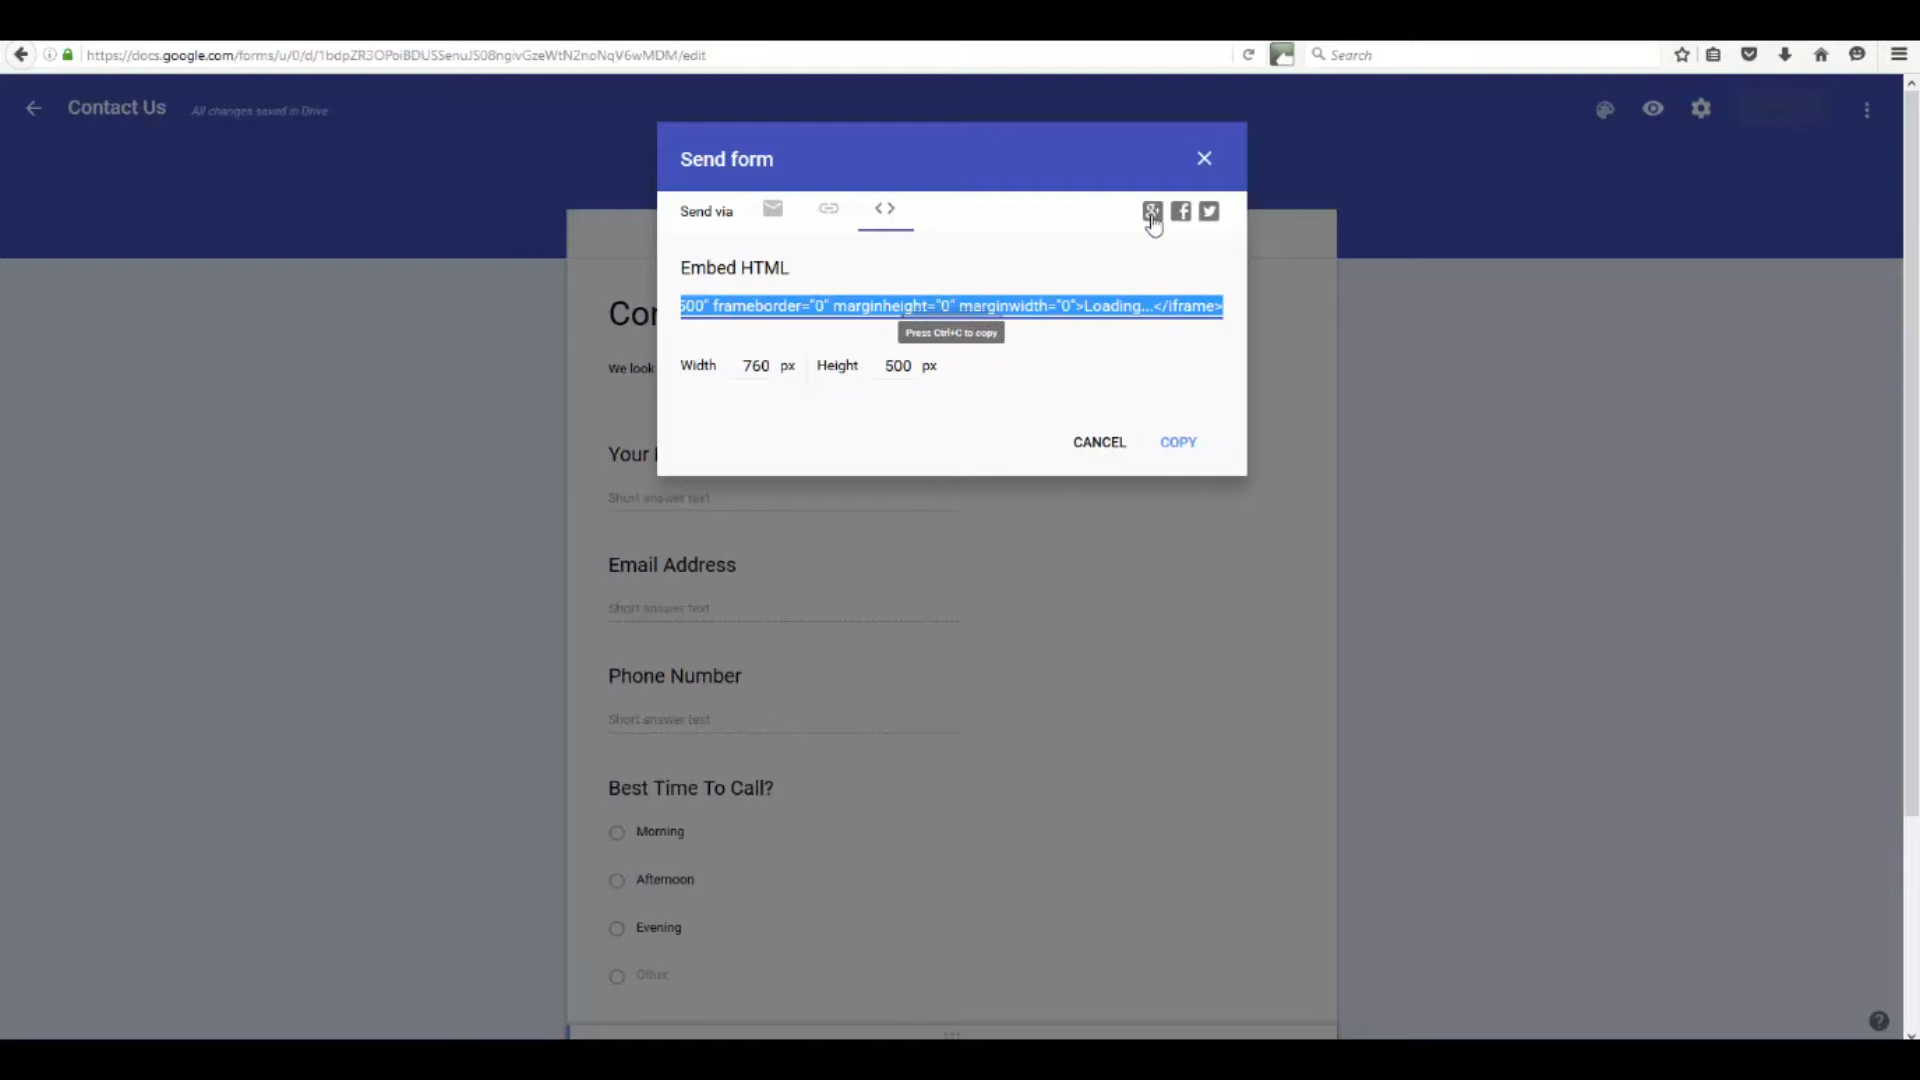 https://docs.google.com/forms/u/0/d/1bdpZR3OPoiBDUSSenuJS08ngivGzeWtN2noNqV6wMDM/edit
Search
Contact Us
All changes saved in Drive
Send form
Send via
Embed HTML
500" frameborder="0" marginheight="0" marginwidth="0">Loading...</iframe>
Press Ctrl+C to copy
Width 760 px Height 500 px
CANCEL COPY
Con
We look
Your
Short answer text
Email Address
Short answer text
Phone Number
Short answer text
Best Time To Call?
Morning
Afternoon
Evening
Other